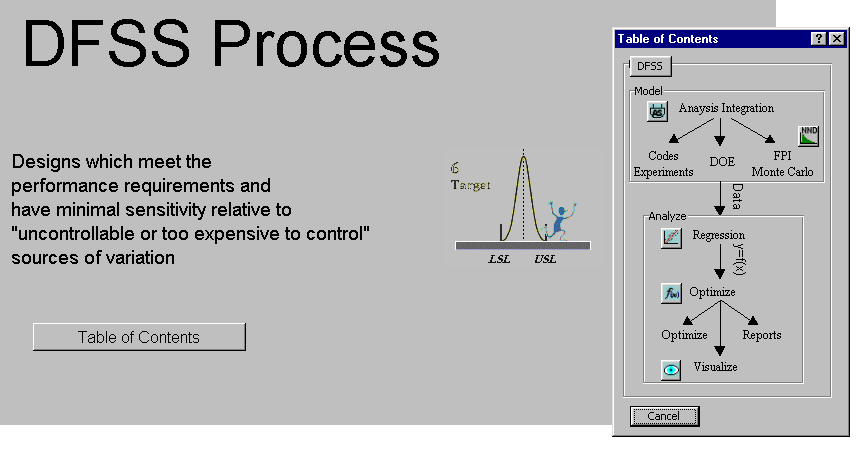 DFSS Process
Designs which meet the
performance requirements and
have minimal sensitivity relative to
"uncontrollable or too expensive to control"
sources of variation
6
Target
LSL USL
Table of Contents
Table of Contents
DFSS
Model
Anaysis Integration
NND
Codes
Experiments
DOE
FPI
Monte Carlo
Data
Analyze
Regression
y=f(x)
f(x)
Optimize
Optimize
Reports
Visualize
Cancel